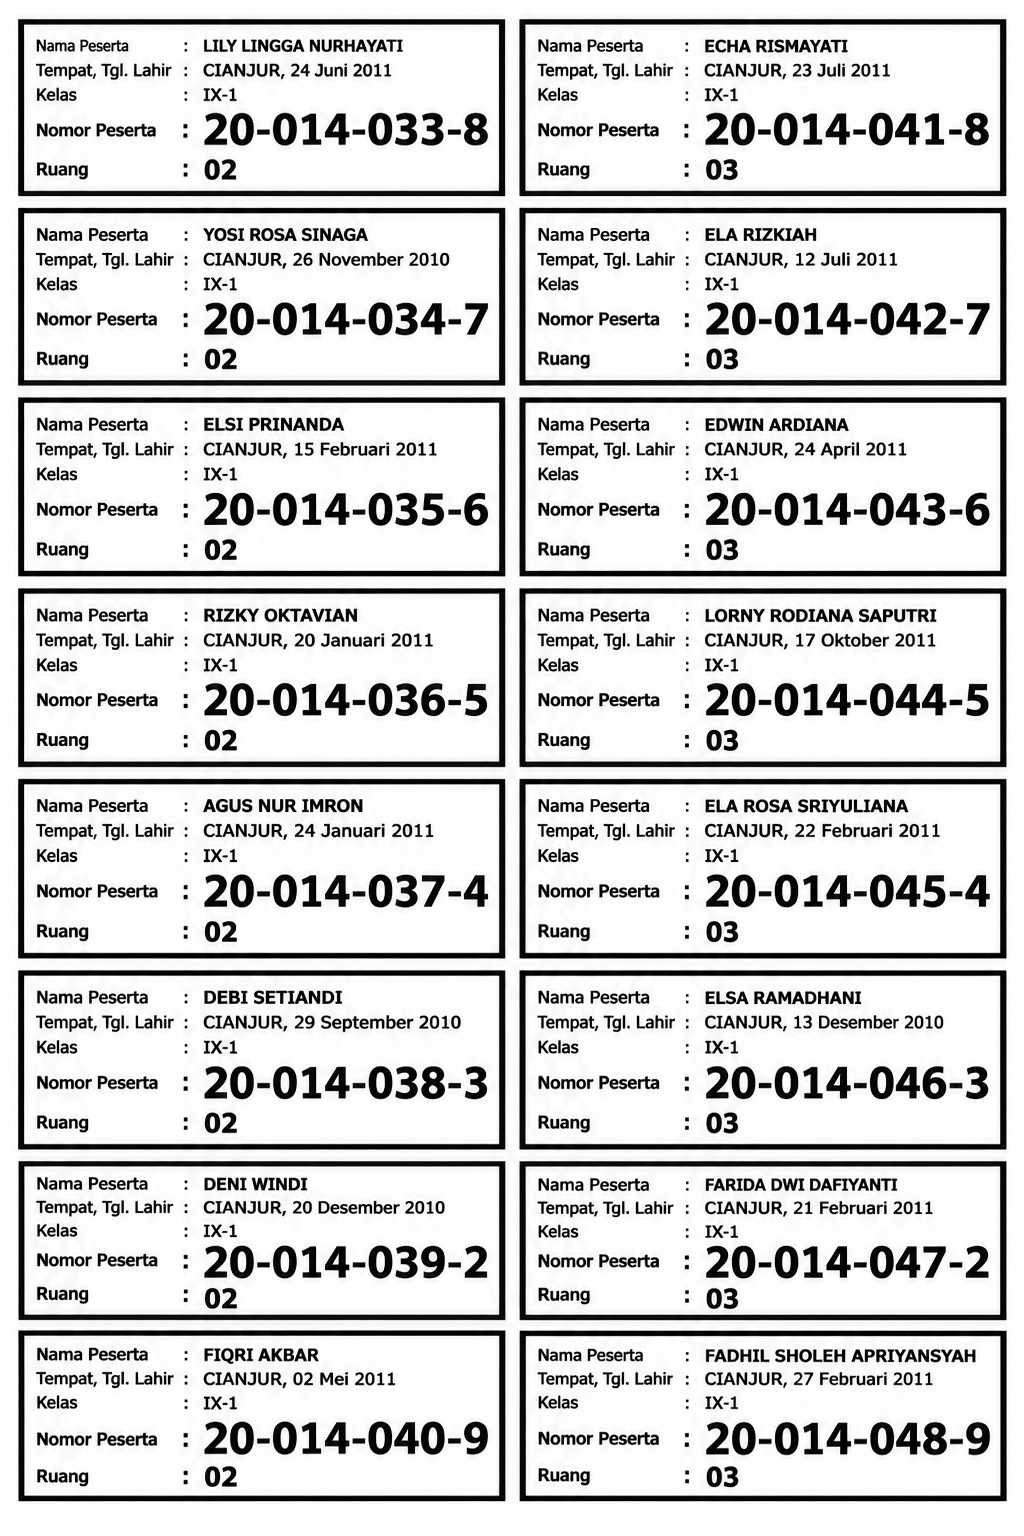 Nama Peserta : LILY LINGGA NURHAYATI
Tempat, Tgl. Lahir : CIANJUR, 24 Juni 2011
Kelas : IX-1
Nomor Peserta : 20-014-033-8
Ruang : 02
Nama Peserta : ECHA RISMAYATI
Tempat, Tgl. Lahir : CIANJUR, 23 Juli 2011
Kelas : IX-1
Nomor Peserta : 20-014-041-8
Ruang : 03
Nama Peserta : YOSI ROSA SINAGA
Tempat, Tgl. Lahir : CIANJUR, 26 November 2010
Kelas : IX-1
Nomor Peserta : 20-014-034-7
Ruang : 02
Nama Peserta : ELA RIZKIAH
Tempat, Tgl. Lahir : CIANJUR, 12 Juli 2011
Kelas : IX-1
Nomor Peserta : 20-014-042-7
Ruang : 03
Nama Peserta : ELSI PRINANDA
Tempat, Tgl. Lahir : CIANJUR, 15 Februari 2011
Kelas : IX-1
Nomor Peserta : 20-014-035-6
Ruang : 02
Nama Peserta : EDWIN ARDIANA
Tempat, Tgl. Lahir : CIANJUR, 24 April 2011
Kelas : IX-1
Nomor Peserta : 20-014-043-6
Ruang : 03
Nama Peserta : RIZKY OKTAVIAN
Tempat, Tgl. Lahir : CIANJUR, 20 Januari 2011
Kelas : IX-1
Nomor Peserta : 20-014-036-5
Ruang : 02
Nama Peserta : LORNY RODIANA SAPUTRI
Tempat, Tgl. Lahir : CIANJUR, 17 Oktober 2011
Kelas : IX-1
Nomor Peserta : 20-014-044-5
Ruang : 03
Nama Peserta : AGUS NUR IMRON
Tempat, Tgl. Lahir : CIANJUR, 24 Januari 2011
Kelas : IX-1
Nomor Peserta : 20-014-037-4
Ruang : 02
Nama Peserta : ELA ROSA SRIYULIANA
Tempat, Tgl. Lahir : CIANJUR, 22 Februari 2011
Kelas : IX-1
Nomor Peserta : 20-014-045-4
Ruang : 03
Nama Peserta : DEBI SETIANDI
Tempat, Tgl. Lahir : CIANJUR, 29 September 2010
Kelas : IX-1
Nomor Peserta : 20-014-038-3
Ruang : 02
Nama Peserta : ELSA RAMADHANI
Tempat, Tgl. Lahir : CIANJUR, 13 Desember 2010
Kelas : IX-1
Nomor Peserta : 20-014-046-3
Ruang : 03
Nama Peserta : DENI WINDI
Tempat, Tgl. Lahir : CIANJUR, 20 Desember 2010
Kelas : IX-1
Nomor Peserta : 20-014-039-2
Ruang : 02
Nama Peserta : FARIDA DWI DAFIYANTI
Tempat, Tgl. Lahir : CIANJUR, 21 Februari 2011
Kelas : IX-1
Nomor Peserta : 20-014-047-2
Ruang : 03
Nama Peserta : FIQRI AKBAR
Tempat, Tgl. Lahir : CIANJUR, 02 Mei 2011
Kelas : IX-1
Nomor Peserta : 20-014-040-9
Ruang : 02
Nama Peserta : FADHIL SHOLEH APRIYANSYAH
Tempat, Tgl. Lahir : CIANJUR, 27 Februari 2011
Kelas : IX-1
Nomor Peserta : 20-014-048-9
Ruang : 03